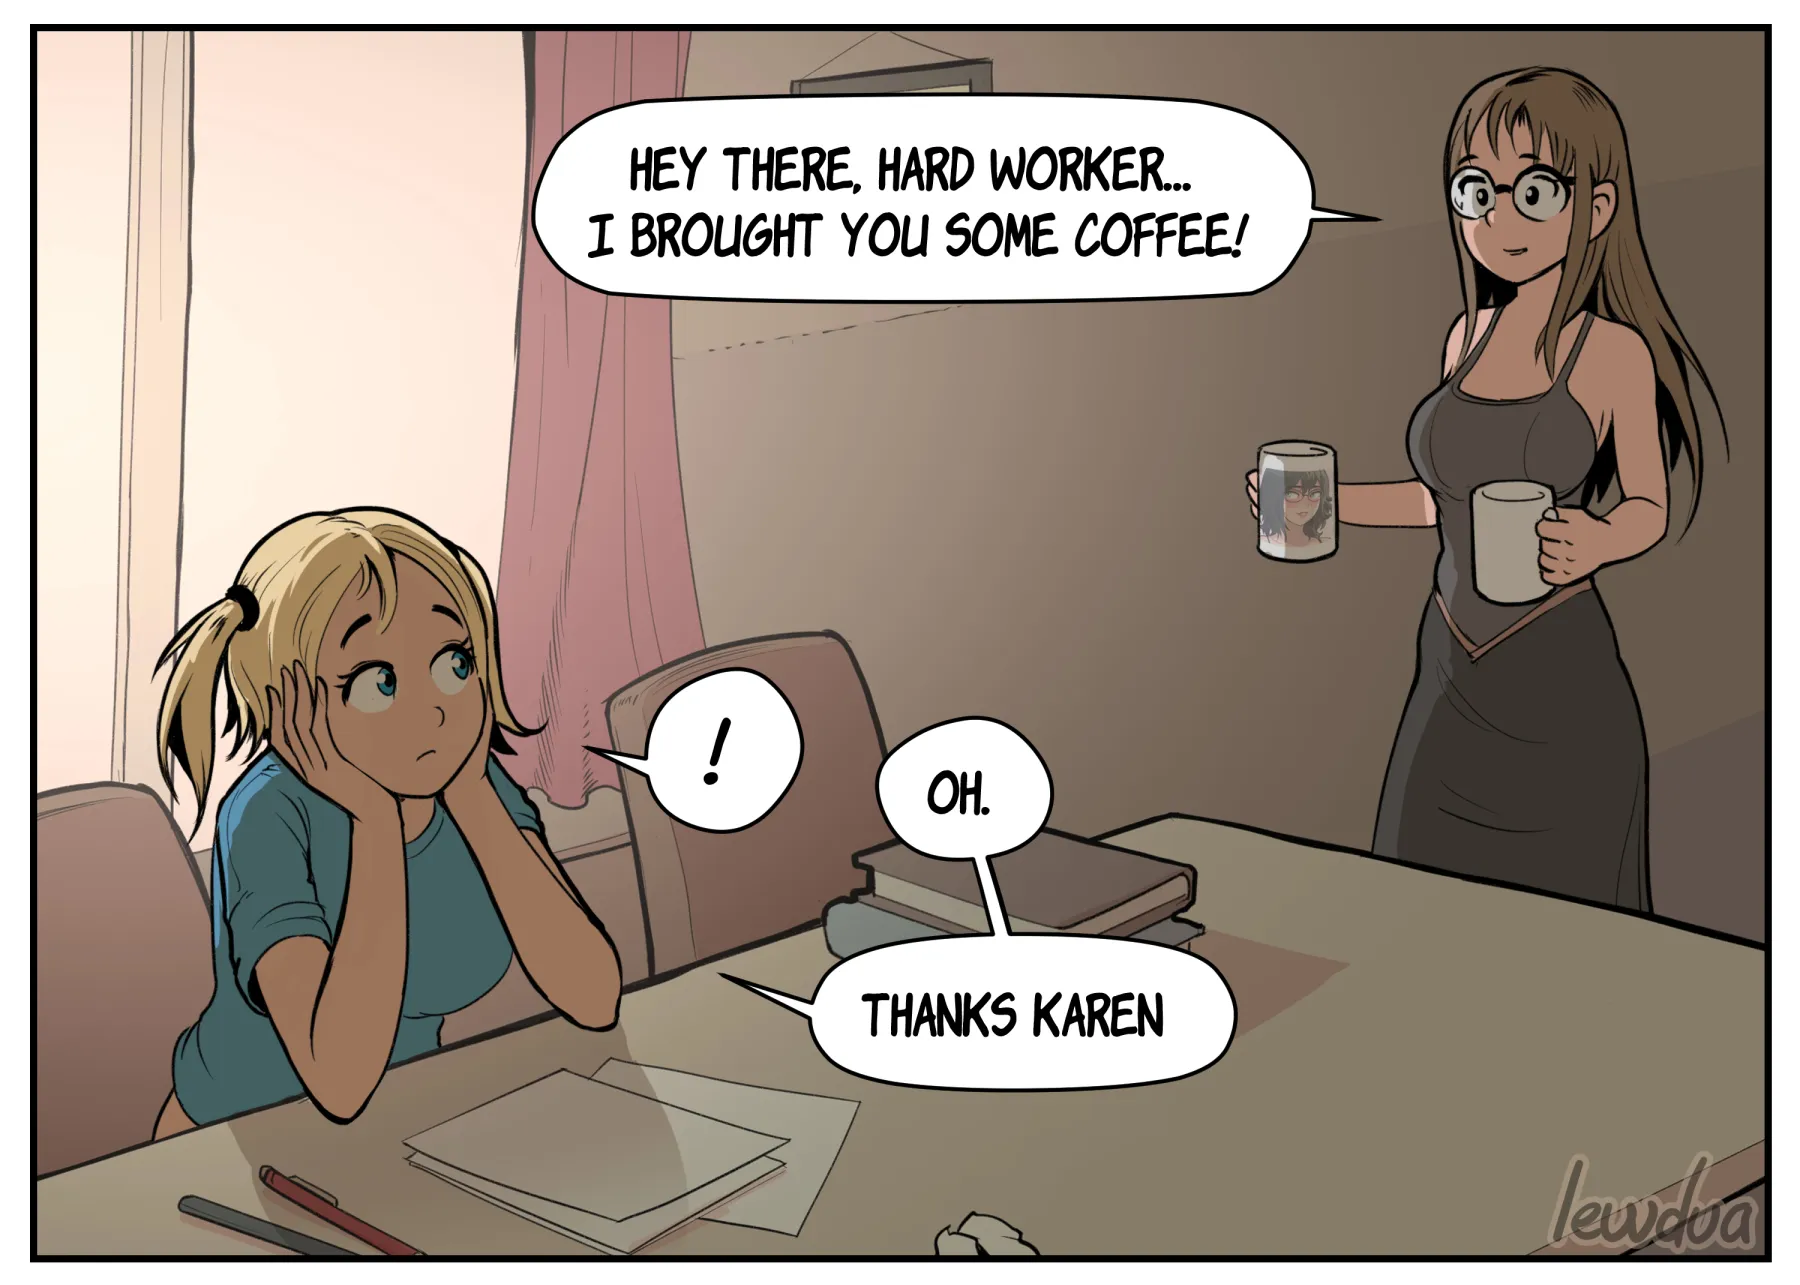 HEY THERE, HARD WORKER...
I BROUGHT YOU SOME COFFEE!
!
OH.
THANKS KAREN
lewdua